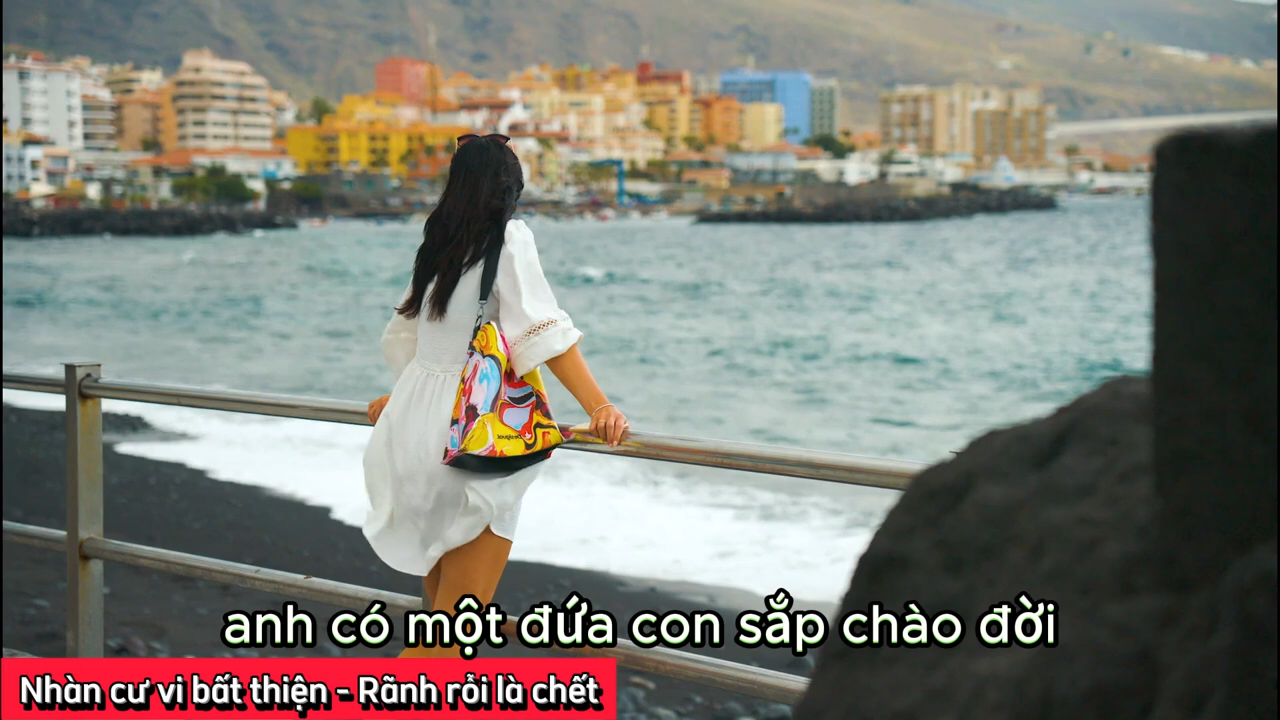 anh có một đứa con sắp chào đời
Nhàn cư vi bất thiện - Rãnh rỗi là chết